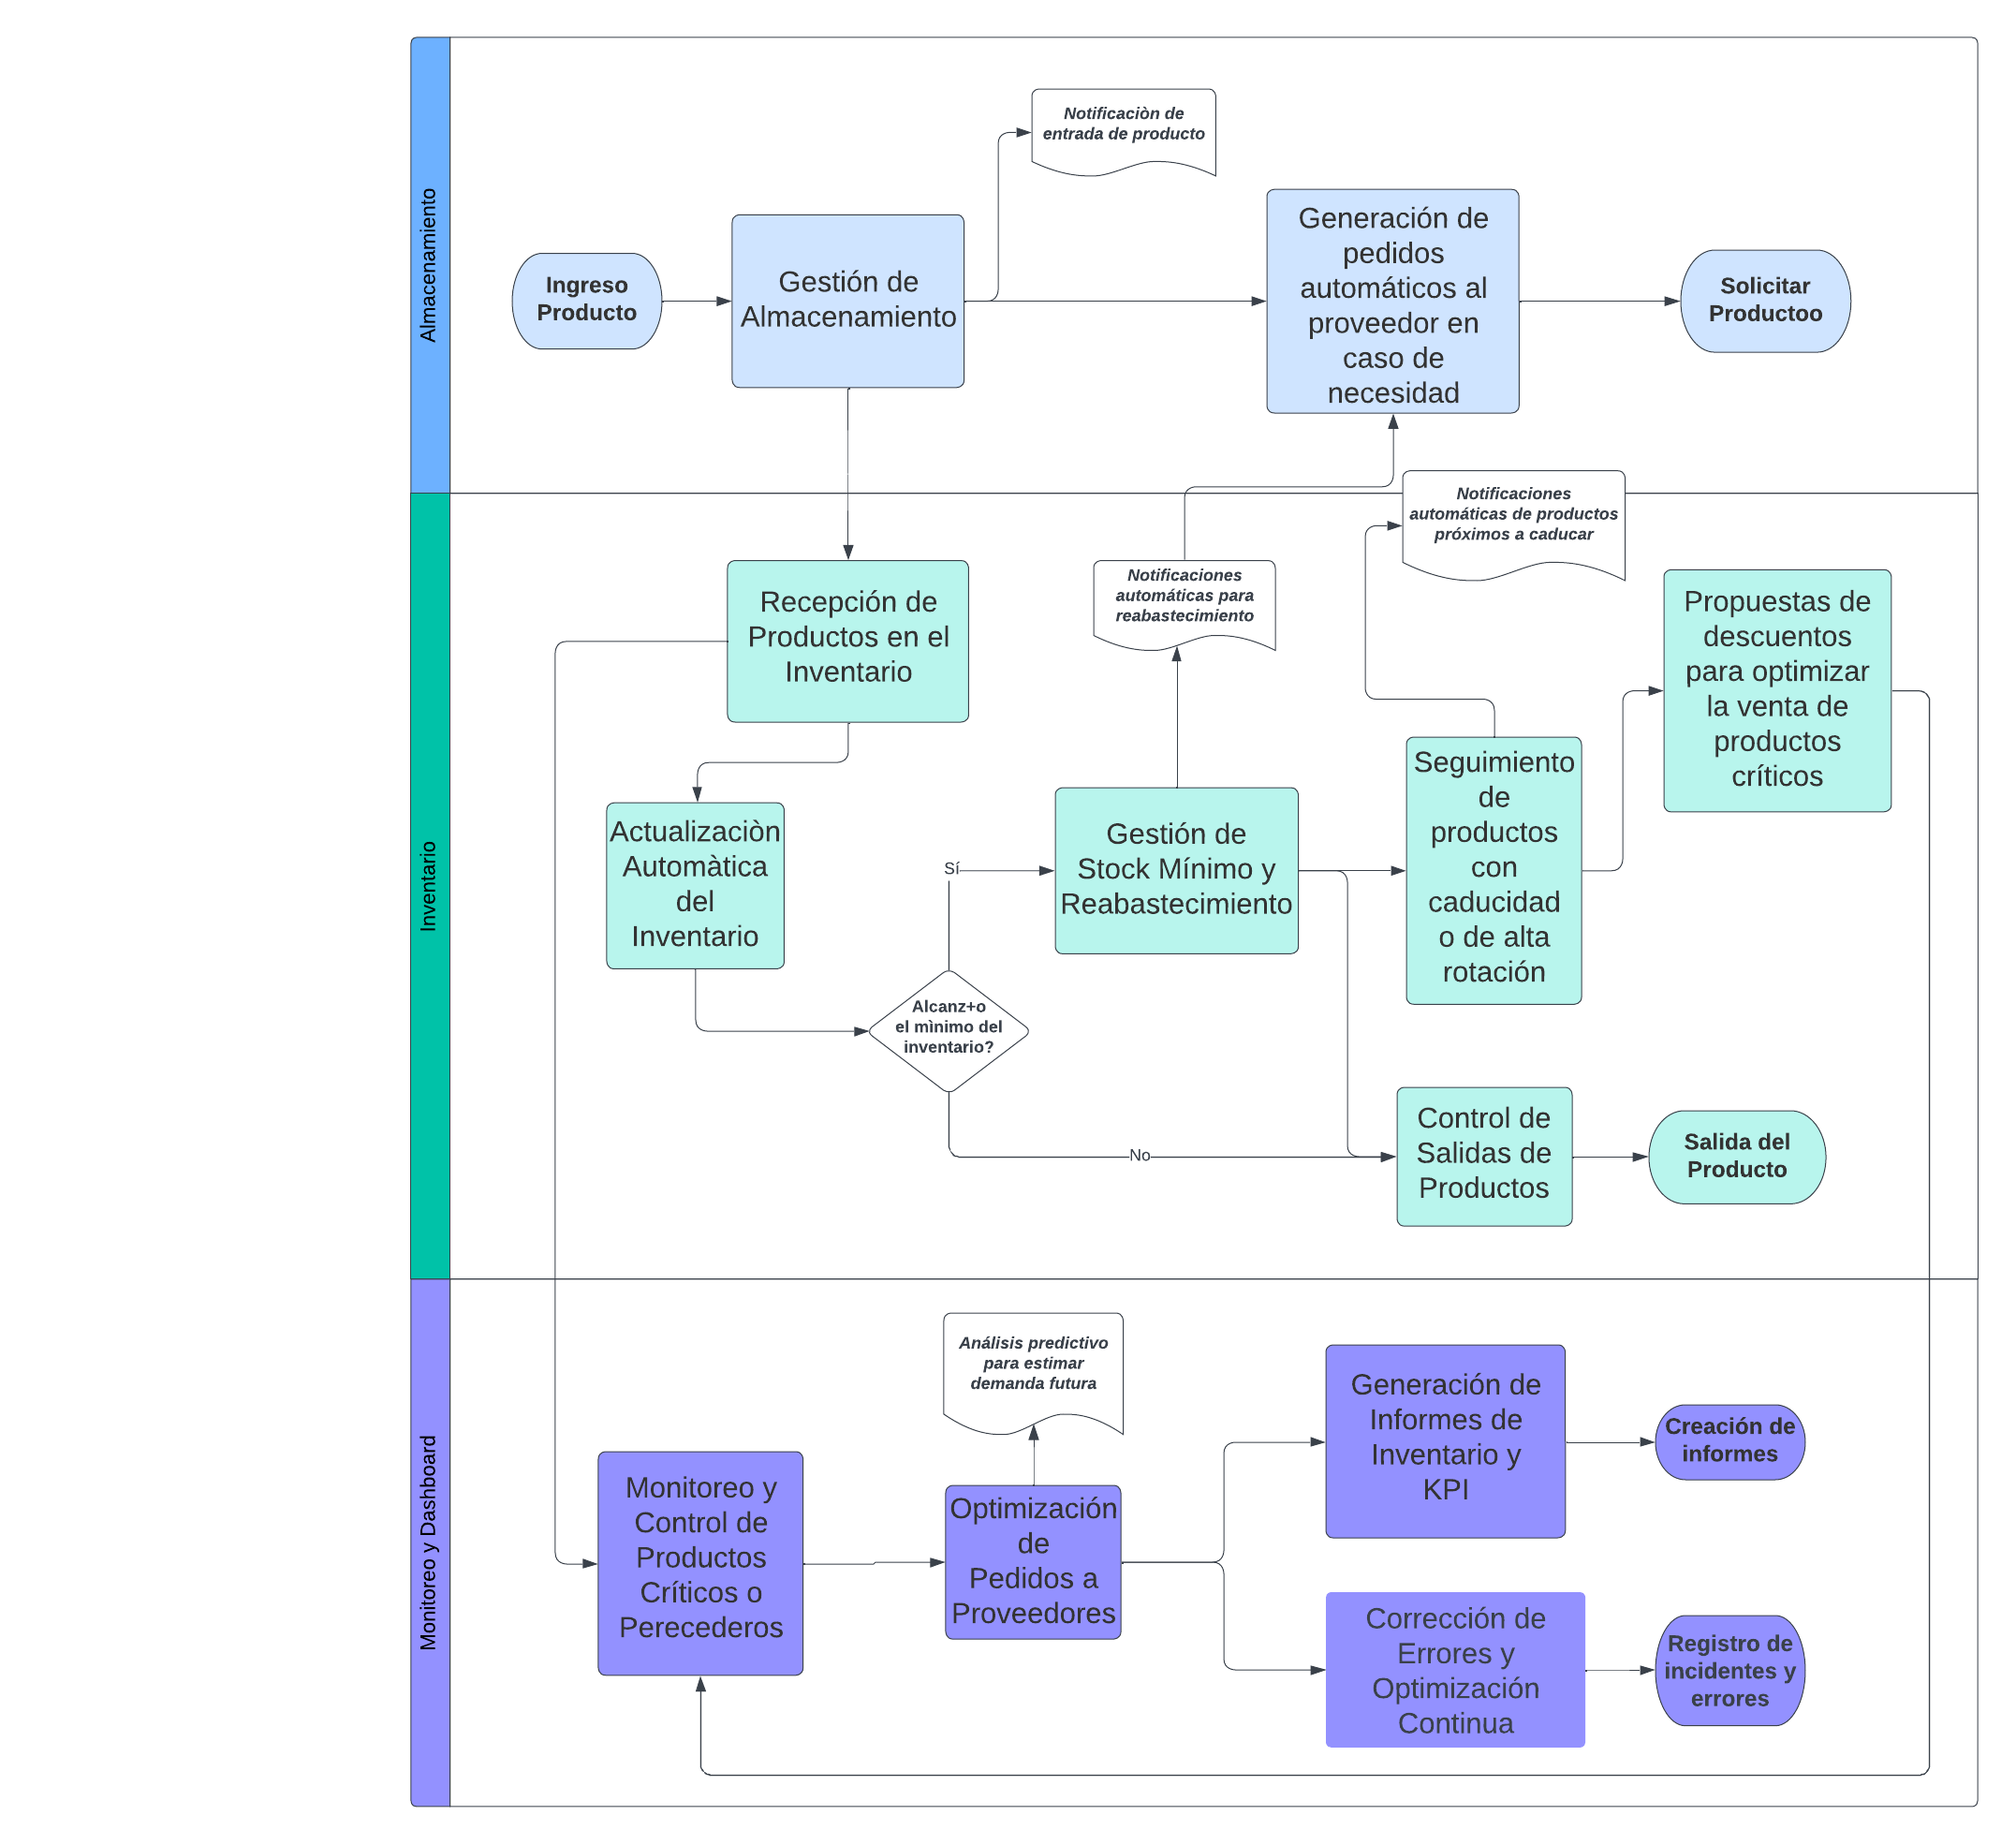 Almacenamiento
Notificaciòn de
entrada de producto
Ingreso
Producto
Gestión de
Almacenamiento
Generación de
pedidos
automáticos al
proveedor en
caso de
necesidad
Solicitar
Productoo
Inventario
Notificaciones
automáticas de productos
próximos a caducar
Notificaciones
automáticas para
reabastecimiento
Recepción de
Productos en el
Inventario
Propuestas de
descuentos
para optimizar
la venta de
productos
críticos
Actualizaciòn
Automàtica
del
Inventario
Sí
Gestión de
Stock Mínimo y
Reabastecimiento
Seguimiento
de
productos
con
caducidad
o de alta
rotación
Alcanz+o
el mìnimo del
inventario?
No
Control de
Salidas de
Productos
Salida del
Producto
Monitoreo y Dashboard
Análisis predictivo
para estimar
demanda futura
Monitoreo y
Control de
Productos
Críticos o
Perecederos
Optimización
de
Pedidos a
Proveedores
Generación de
Informes de
Inventario y
KPI
Creación de
informes
Corrección de
Errores y
Optimización
Continua
Registro de
incidentes y
errores